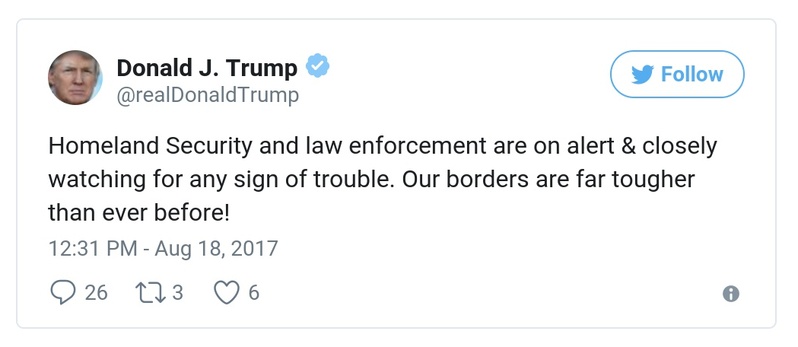 Donald J. Trump
Follow
@realDonaldTrump
Homeland Security and law enforcement are on alert & closely
watching for any sign of trouble. Our borders are far tougher
than ever before!
12:31 PM - Aug 18, 2017
26 3 6